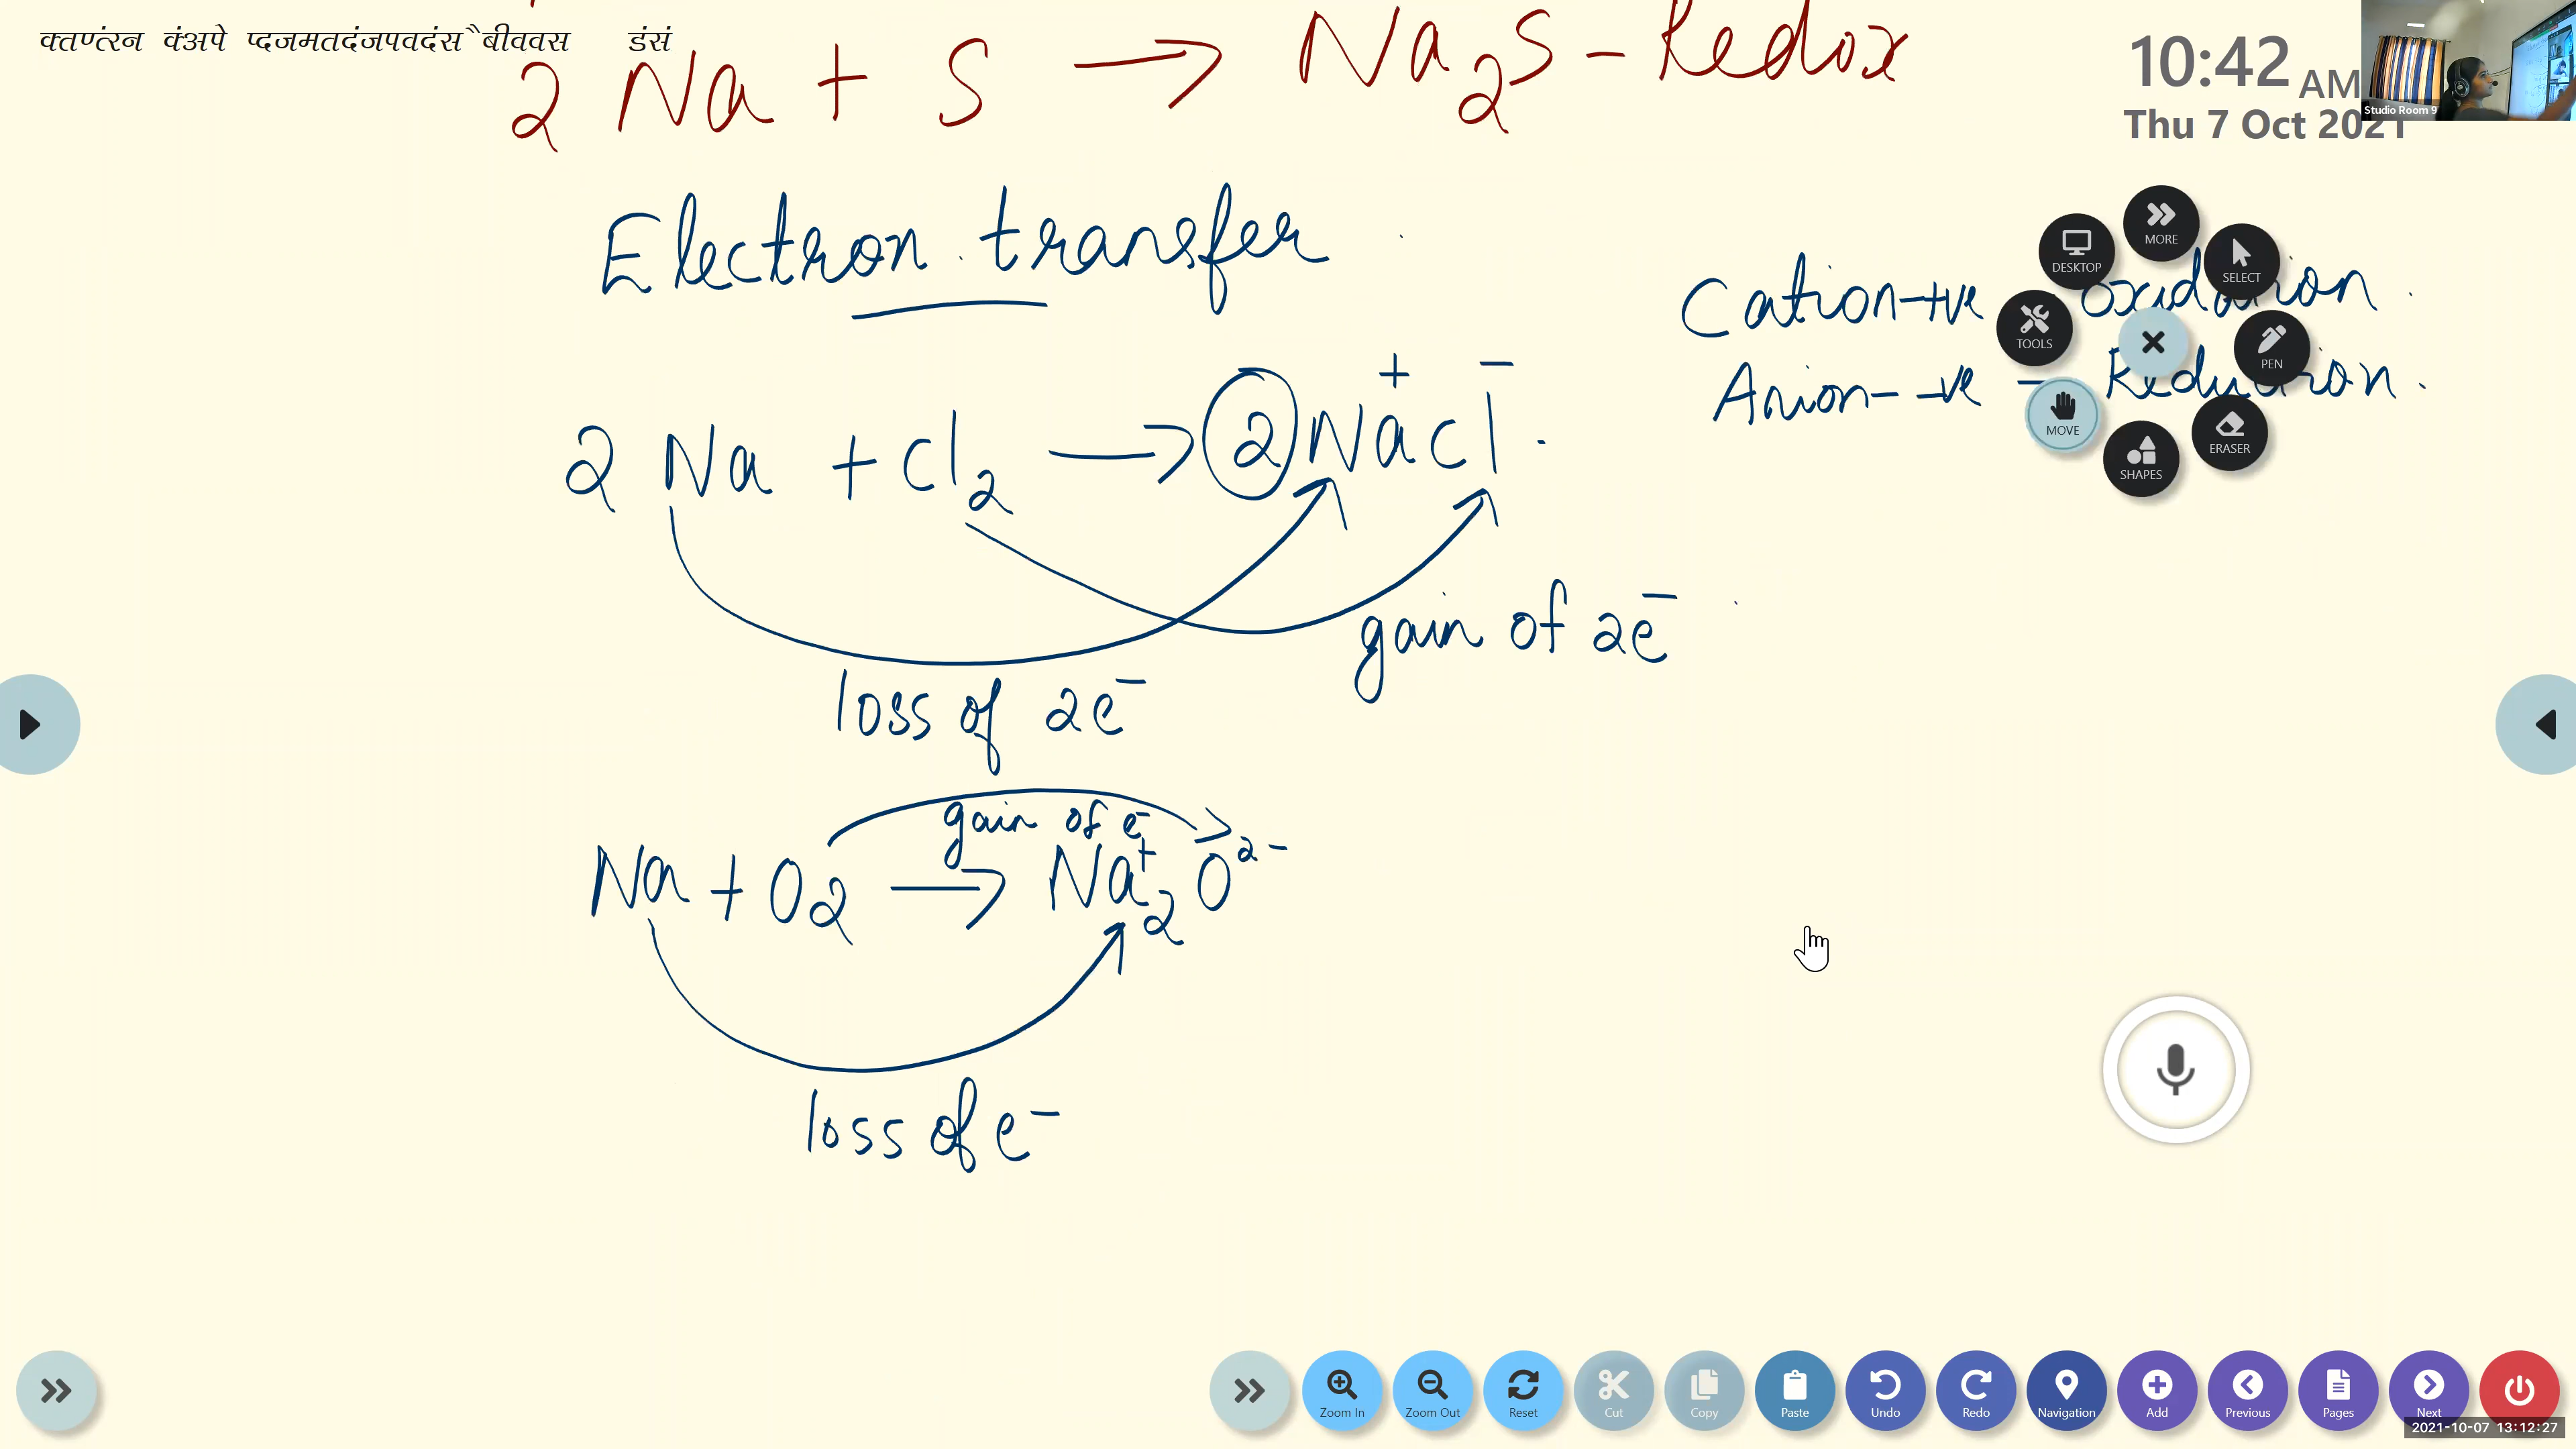 क्तण्ंरन कंअपे प्दजमतदंजपवदंस ैबीववस डंसं
2 Na + S → Na2S - Redox
10:42 AM
Thu 7 Oct 2021
Studio Room 9
Electron transfer
Cation - +ve - oxidation.
Anion - -ve - Reduction.
MORE
DESKTOP
SELECT
TOOLS
PEN
MOVE
ERASER
SHAPES
2 Na + Cl2 → 2 Na⁺Cl⁻.
gain of 2e⁻
loss of 2e⁻
gain of e⁻
Na + O2 → Na⁺2 O²⁻
loss of e⁻
Zoom In Zoom Out Reset Cut Copy Paste Undo Redo Navigation Add Previous Pages Next
2021-10-07 13:12:27